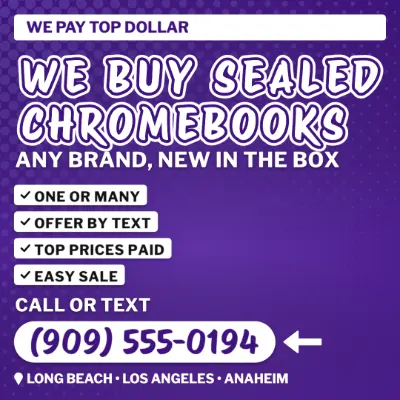 WE PAY TOP DOLLAR
WE BUY SEALED
CHROMEBOOKS
ANY BRAND, NEW IN THE BOX
ONE OR MANY
OFFER BY TEXT
TOP PRICES PAID
EASY SALE
CALL OR TEXT
(909) 555-0194
LONG BEACH • LOS ANGELES • ANAHEIM